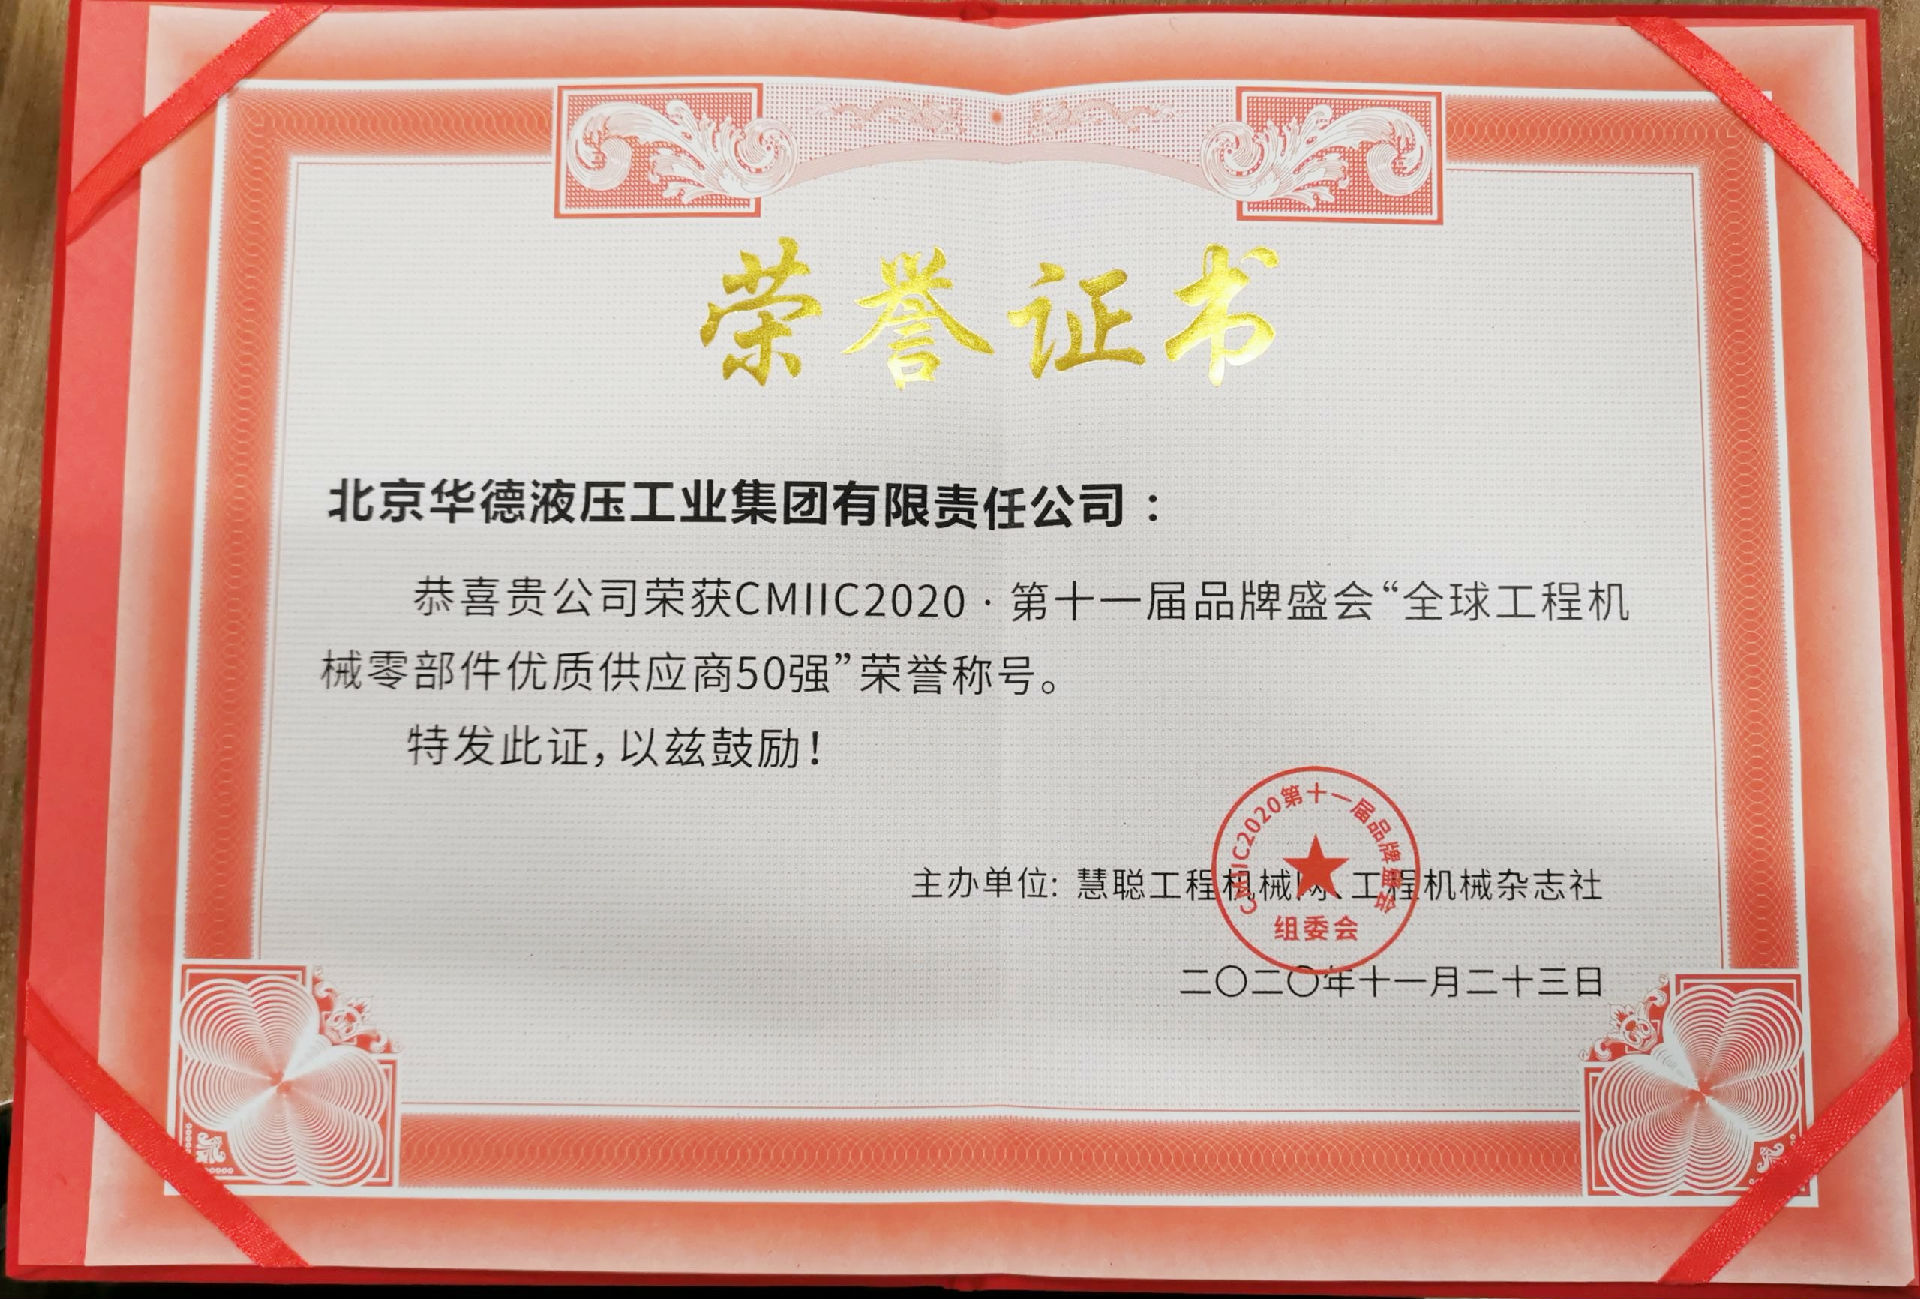 荣誉证书
北京华德液压工业集团有限责任公司：
恭喜贵公司荣获CMIIC2020·第十一届品牌盛会“全球工程机
械零部件优质供应商50强”荣誉称号。
特发此证，以兹鼓励！
主办单位：慧聪工程机械网、工程机械杂志社
CMIIC2020第十一届品牌盛会
组委会
二〇二〇年十一月二十三日